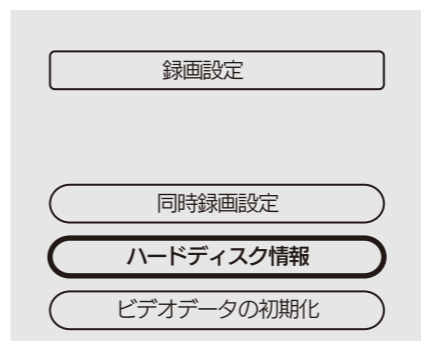 録画設定
同時録画設定
ハードディスク情報
ビデオデータの初期化